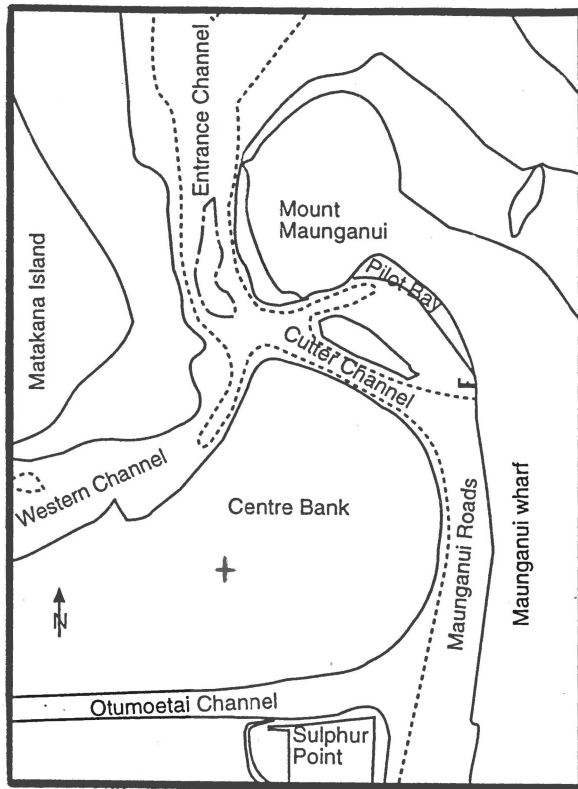 Entrance Channel
Matakana Island
Mount
Maunganui
Pilot Bay
Cutter Channel
Western Channel
Centre Bank
Maunganui Roads
Maunganui wharf
N
Otumoetai Channel
Sulphur
Point